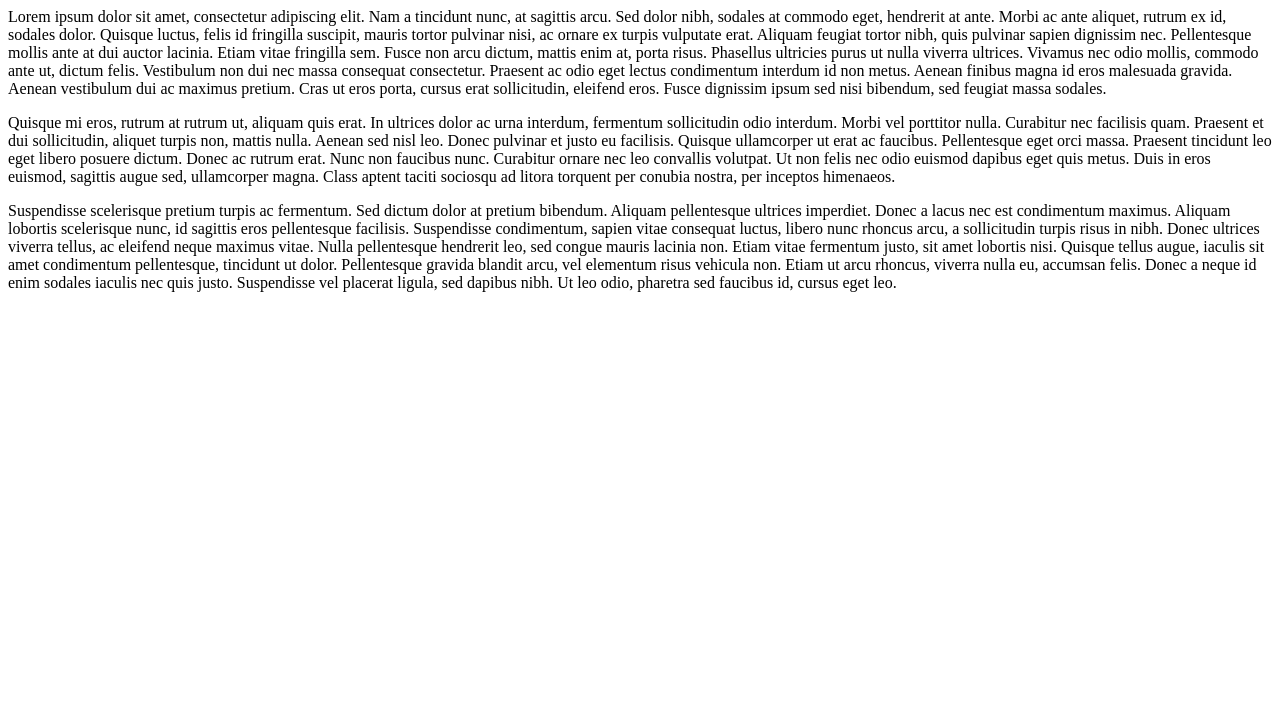 Lorem ipsum dolor sit amet, consectetur adipiscing elit. Nam a tincidunt nunc, at sagittis arcu. Sed dolor nibh, sodales at commodo eget, hendrerit at ante. Morbi ac ante aliquet, rutrum ex id,
sodales dolor. Quisque luctus, felis id fringilla suscipit, mauris tortor pulvinar nisi, ac ornare ex turpis vulputate erat. Aliquam feugiat tortor nibh, quis pulvinar sapien dignissim nec. Pellentesque
mollis ante at dui auctor lacinia. Etiam vitae fringilla sem. Fusce non arcu dictum, mattis enim at, porta risus. Phasellus ultricies purus ut nulla viverra ultrices. Vivamus nec odio mollis, commodo
ante ut, dictum felis. Vestibulum non dui nec massa consequat consectetur. Praesent ac odio eget lectus condimentum interdum id non metus. Aenean finibus magna id eros malesuada gravida.
Aenean vestibulum dui ac maximus pretium. Cras ut eros porta, cursus erat sollicitudin, eleifend eros. Fusce dignissim ipsum sed nisi bibendum, sed feugiat massa sodales.
Quisque mi eros, rutrum at rutrum ut, aliquam quis erat. In ultrices dolor ac urna interdum, fermentum sollicitudin odio interdum. Morbi vel porttitor nulla. Curabitur nec facilisis quam. Praesent et
dui sollicitudin, aliquet turpis non, mattis nulla. Aenean sed nisl leo. Donec pulvinar et justo eu facilisis. Quisque ullamcorper ut erat ac faucibus. Pellentesque eget orci massa. Praesent tincidunt leo
eget libero posuere dictum. Donec ac rutrum erat. Nunc non faucibus nunc. Curabitur ornare nec leo convallis volutpat. Ut non felis nec odio euismod dapibus eget quis metus. Duis in eros
euismod, sagittis augue sed, ullamcorper magna. Class aptent taciti sociosqu ad litora torquent per conubia nostra, per inceptos himenaeos.
Suspendisse scelerisque pretium turpis ac fermentum. Sed dictum dolor at pretium bibendum. Aliquam pellentesque ultrices imperdiet. Donec a lacus nec est condimentum maximus. Aliquam
lobortis scelerisque nunc, id sagittis eros pellentesque facilisis. Suspendisse condimentum, sapien vitae consequat luctus, libero nunc rhoncus arcu, a sollicitudin turpis risus in nibh. Donec ultrices
viverra tellus, ac eleifend neque maximus vitae. Nulla pellentesque hendrerit leo, sed congue mauris lacinia non. Etiam vitae fermentum justo, sit amet lobortis nisi. Quisque tellus augue, iaculis sit
amet condimentum pellentesque, tincidunt ut dolor. Pellentesque gravida blandit arcu, vel elementum risus vehicula non. Etiam ut arcu rhoncus, viverra nulla eu, accumsan felis. Donec a neque id
enim sodales iaculis nec quis justo. Suspendisse vel placerat ligula, sed dapibus nibh. Ut leo odio, pharetra sed faucibus id, cursus eget leo.